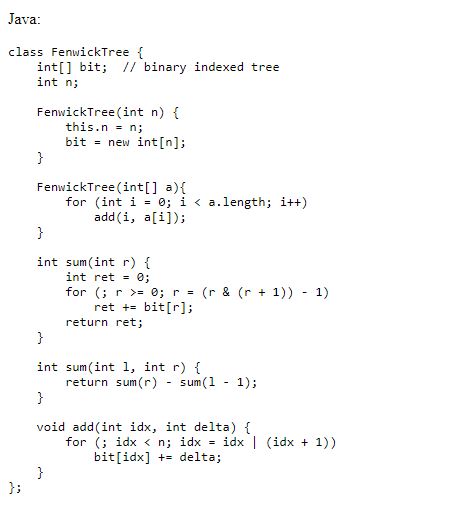 Java:
class FenwickTree {
    int[] bit;  // binary indexed tree
    int n;

    FenwickTree(int n) {
        this.n = n;
        bit = new int[n];
    }

    FenwickTree(int[] a){
        for (int i = 0; i < a.length; i++)
            add(i, a[i]);
    }

    int sum(int r) {
        int ret = 0;
        for (; r >= 0; r = (r & (r + 1)) - 1)
            ret += bit[r];
        return ret;
    }

    int sum(int l, int r) {
        return sum(r) - sum(l - 1);
    }

    void add(int idx, int delta) {
        for (; idx < n; idx = idx | (idx + 1))
            bit[idx] += delta;
    }
};